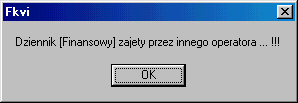 Fkvi
Dziennik [Finansowy] zajety przez innego operatora ... !!!
OK